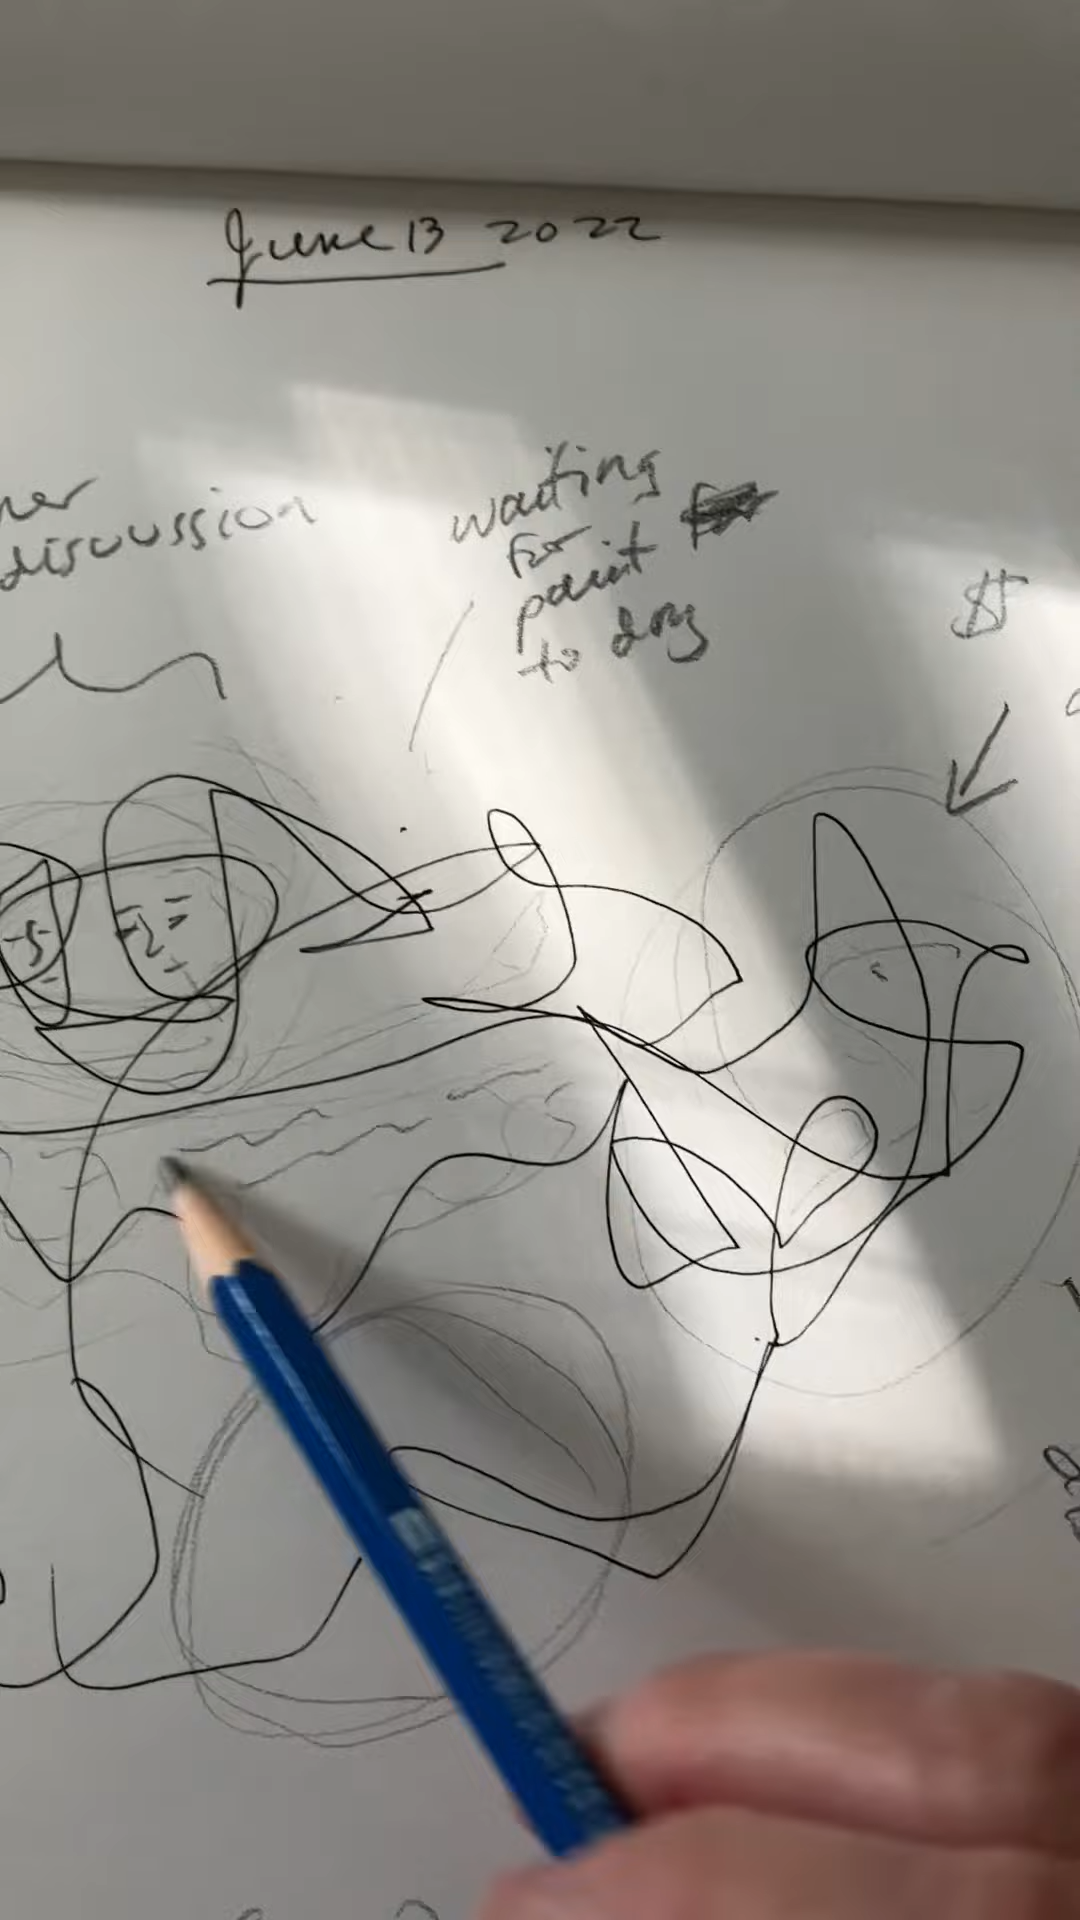 June 13 2022
discussion
waiting
for
paint
to dry
$